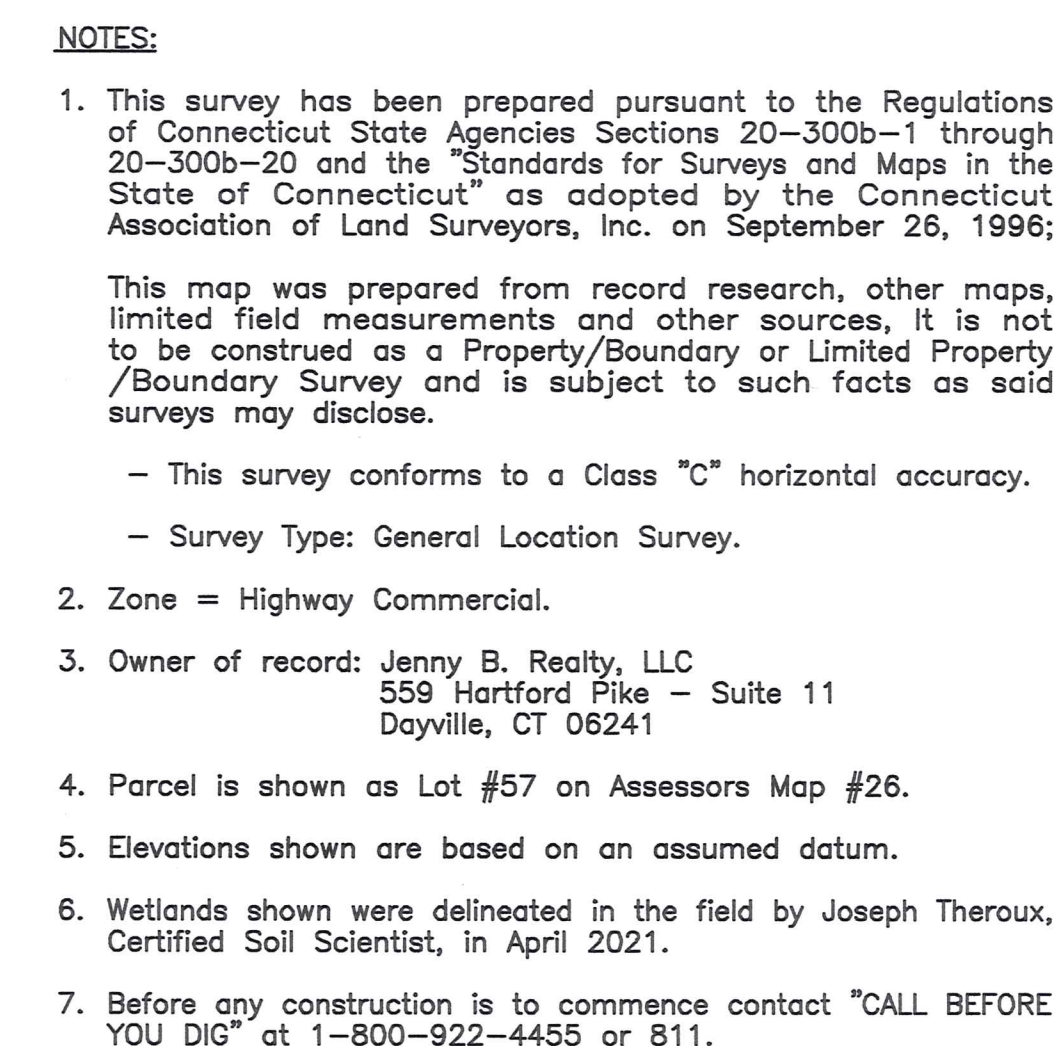 NOTES:
1. This survey has been prepared pursuant to the Regulations
of Connecticut State Agencies Sections 20-300b-1 through
20-300b-20 and the "Standards for Surveys and Maps in the
State of Connecticut" as adopted by the Connecticut
Association of Land Surveyors, Inc. on September 26, 1996;
This map was prepared from record research, other maps,
limited field measurements and other sources, It is not
to be construed as a Property/Boundary or Limited Property
/Boundary Survey and is subject to such facts as said
surveys may disclose.
- This survey conforms to a Class "C" horizontal accuracy.
- Survey Type: General Location Survey.
2. Zone = Highway Commercial.
3. Owner of record: Jenny B. Realty, LLC
559 Hartford Pike - Suite 11
Dayville, CT 06241
4. Parcel is shown as Lot #57 on Assessors Map #26.
5. Elevations shown are based on an assumed datum.
6. Wetlands shown were delineated in the field by Joseph Theroux,
Certified Soil Scientist, in April 2021.
7. Before any construction is to commence contact "CALL BEFORE
YOU DIG" at 1-800-922-4455 or 811.